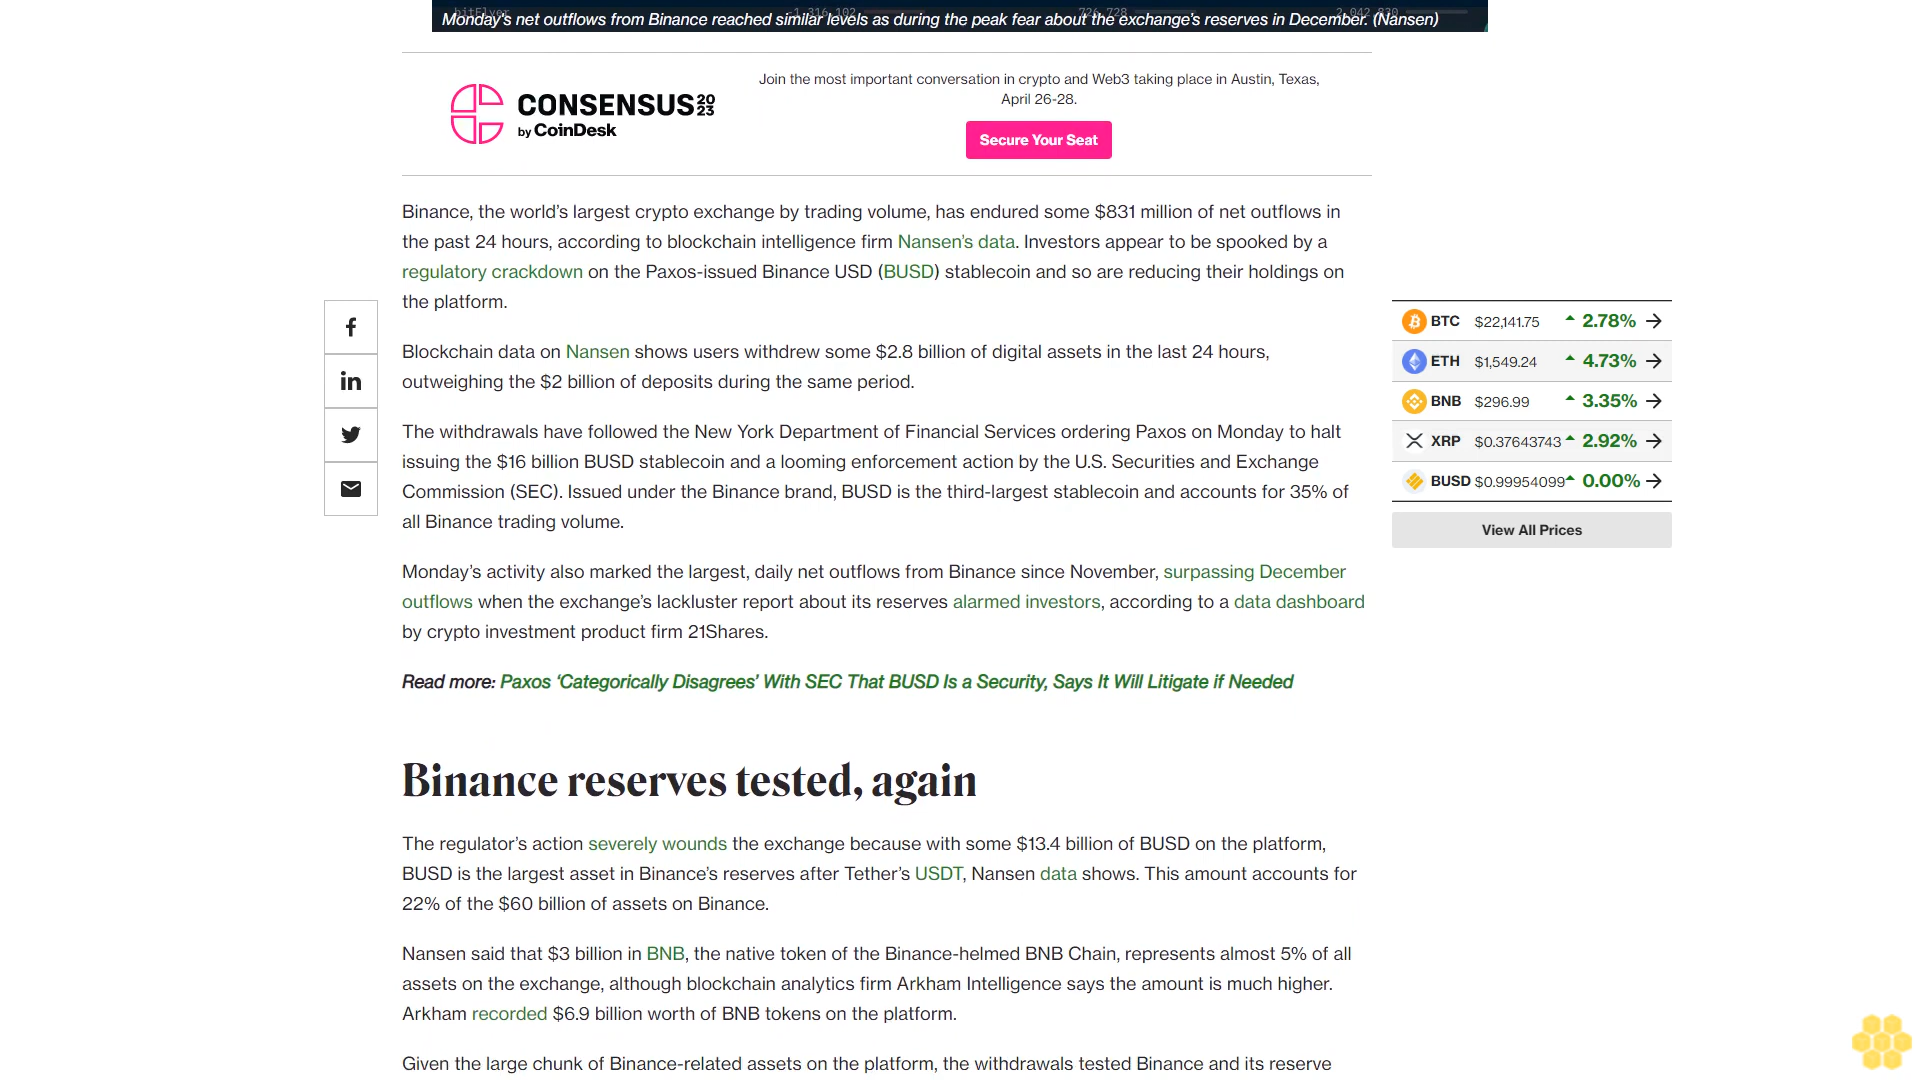 bitFlyer -1,316,102 726,728 2,042,830
Monday's net outflows from Binance reached similar levels as during the peak fear about the exchange's reserves in December. (Nansen)
Join the most important conversation in crypto and Web3 taking place in Austin, Texas,
April 26-28.
CONSENSUS 2023
by CoinDesk
Secure Your Seat
Binance, the world's largest crypto exchange by trading volume, has endured some $831 million of net outflows in
the past 24 hours, according to blockchain intelligence firm Nansen's data. Investors appear to be spooked by a
regulatory crackdown on the Paxos-issued Binance USD (BUSD) stablecoin and so are reducing their holdings on
the platform.
Blockchain data on Nansen shows users withdrew some $2.8 billion of digital assets in the last 24 hours,
outweighing the $2 billion of deposits during the same period.
The withdrawals have followed the New York Department of Financial Services ordering Paxos on Monday to halt
issuing the $16 billion BUSD stablecoin and a looming enforcement action by the U.S. Securities and Exchange
Commission (SEC). Issued under the Binance brand, BUSD is the third-largest stablecoin and accounts for 35% of
all Binance trading volume.
Monday's activity also marked the largest, daily net outflows from Binance since November, surpassing December
outflows when the exchange's lackluster report about its reserves alarmed investors, according to a data dashboard
by crypto investment product firm 21Shares.
Read more: Paxos 'Categorically Disagrees' With SEC That BUSD Is a Security, Says It Will Litigate if Needed
Binance reserves tested, again
The regulator's action severely wounds the exchange because with some $13.4 billion of BUSD on the platform,
BUSD is the largest asset in Binance's reserves after Tether's USDT, Nansen data shows. This amount accounts for
22% of the $60 billion of assets on Binance.
Nansen said that $3 billion in BNB, the native token of the Binance-helmed BNB Chain, represents almost 5% of all
assets on the exchange, although blockchain analytics firm Arkham Intelligence says the amount is much higher.
Arkham recorded $6.9 billion worth of BNB tokens on the platform.
Given the large chunk of Binance-related assets on the platform, the withdrawals tested Binance and its reserve
BTC $22,141.75 2.78%
ETH $1,549.24 4.73%
BNB $296.99 3.35%
XRP $0.37643743 2.92%
BUSD $0.99954099 0.00%
View All Prices